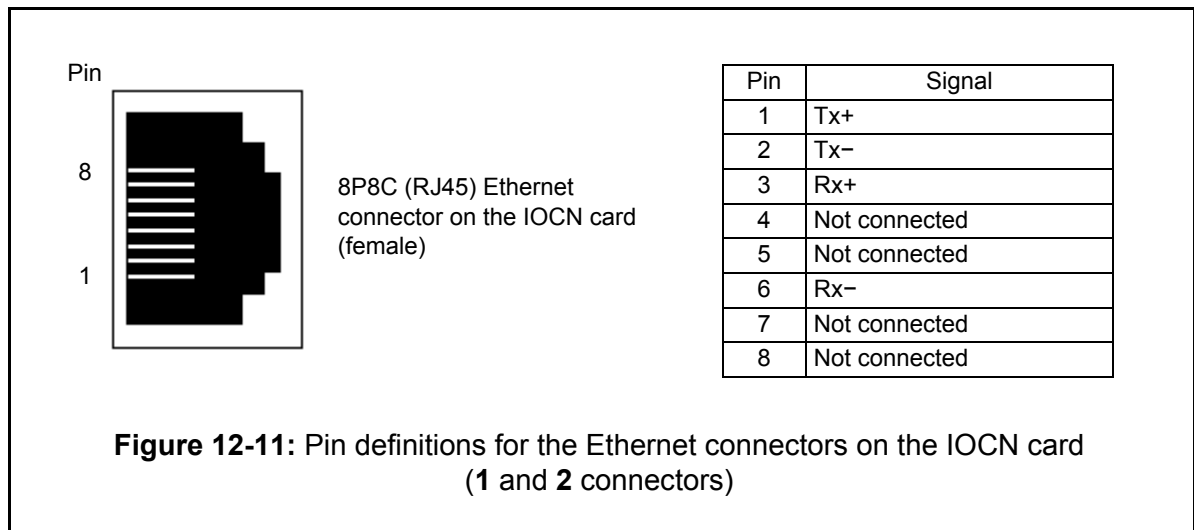 Pin
8
1
8P8C (RJ45) Ethernet
connector on the IOCN card
(female)
Pin Signal
1 Tx+
2 Tx−
3 Rx+
4 Not connected
5 Not connected
6 Rx−
7 Not connected
8 Not connected
Figure 12-11: Pin definitions for the Ethernet connectors on the IOCN card
(1 and 2 connectors)